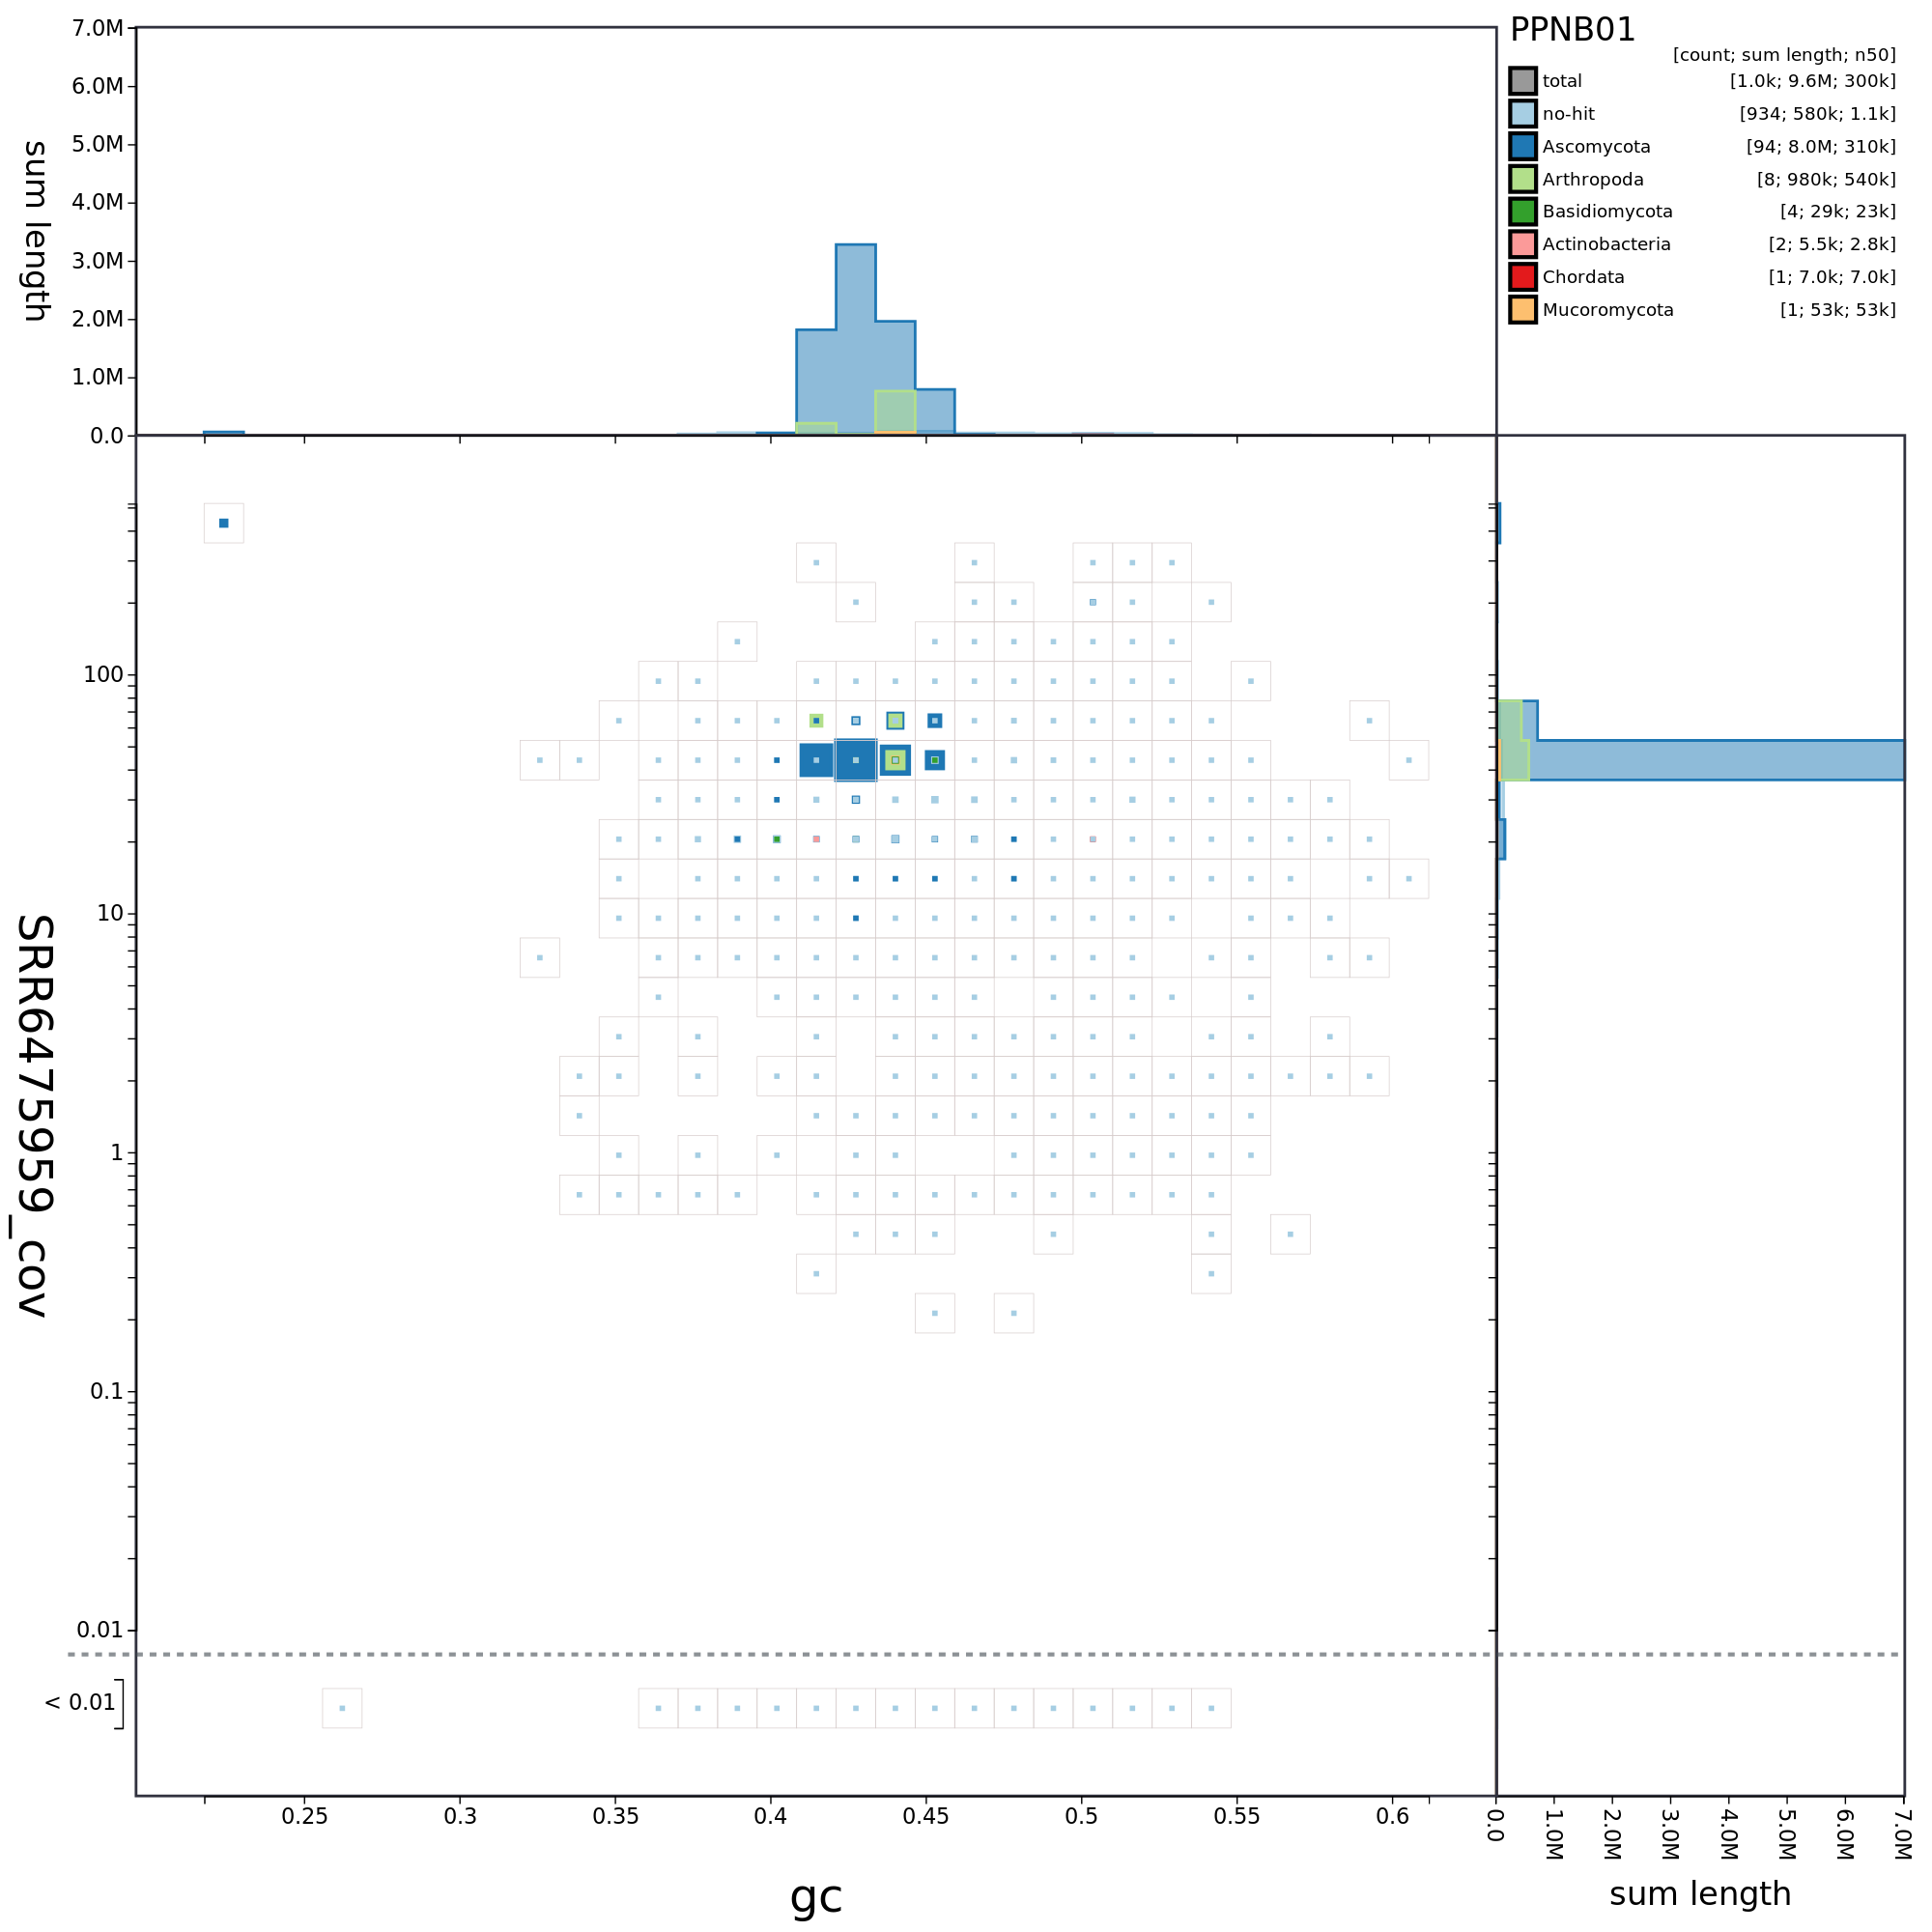 PPNB01
[count; sum length; n50]
total [1.0k; 9.6M; 300k]
no-hit [934; 580k; 1.1k]
Ascomycota [94; 8.0M; 310k]
Arthropoda [8; 980k; 540k]
Basidiomycota [4; 29k; 23k]
Actinobacteria [2; 5.5k; 2.8k]
Chordata [1; 7.0k; 7.0k]
Mucoromycota [1; 53k; 53k]
7.0M
6.0M
5.0M
4.0M
3.0M
2.0M
1.0M
0.0
sum length
100
10
1
0.1
0.01
< 0.01
SRR6475959_cov
0.25 0.3 0.35 0.4 0.45 0.5 0.55 0.6
gc
0.0 1.0M 2.0M 3.0M 4.0M 5.0M 6.0M 7.0M
sum length